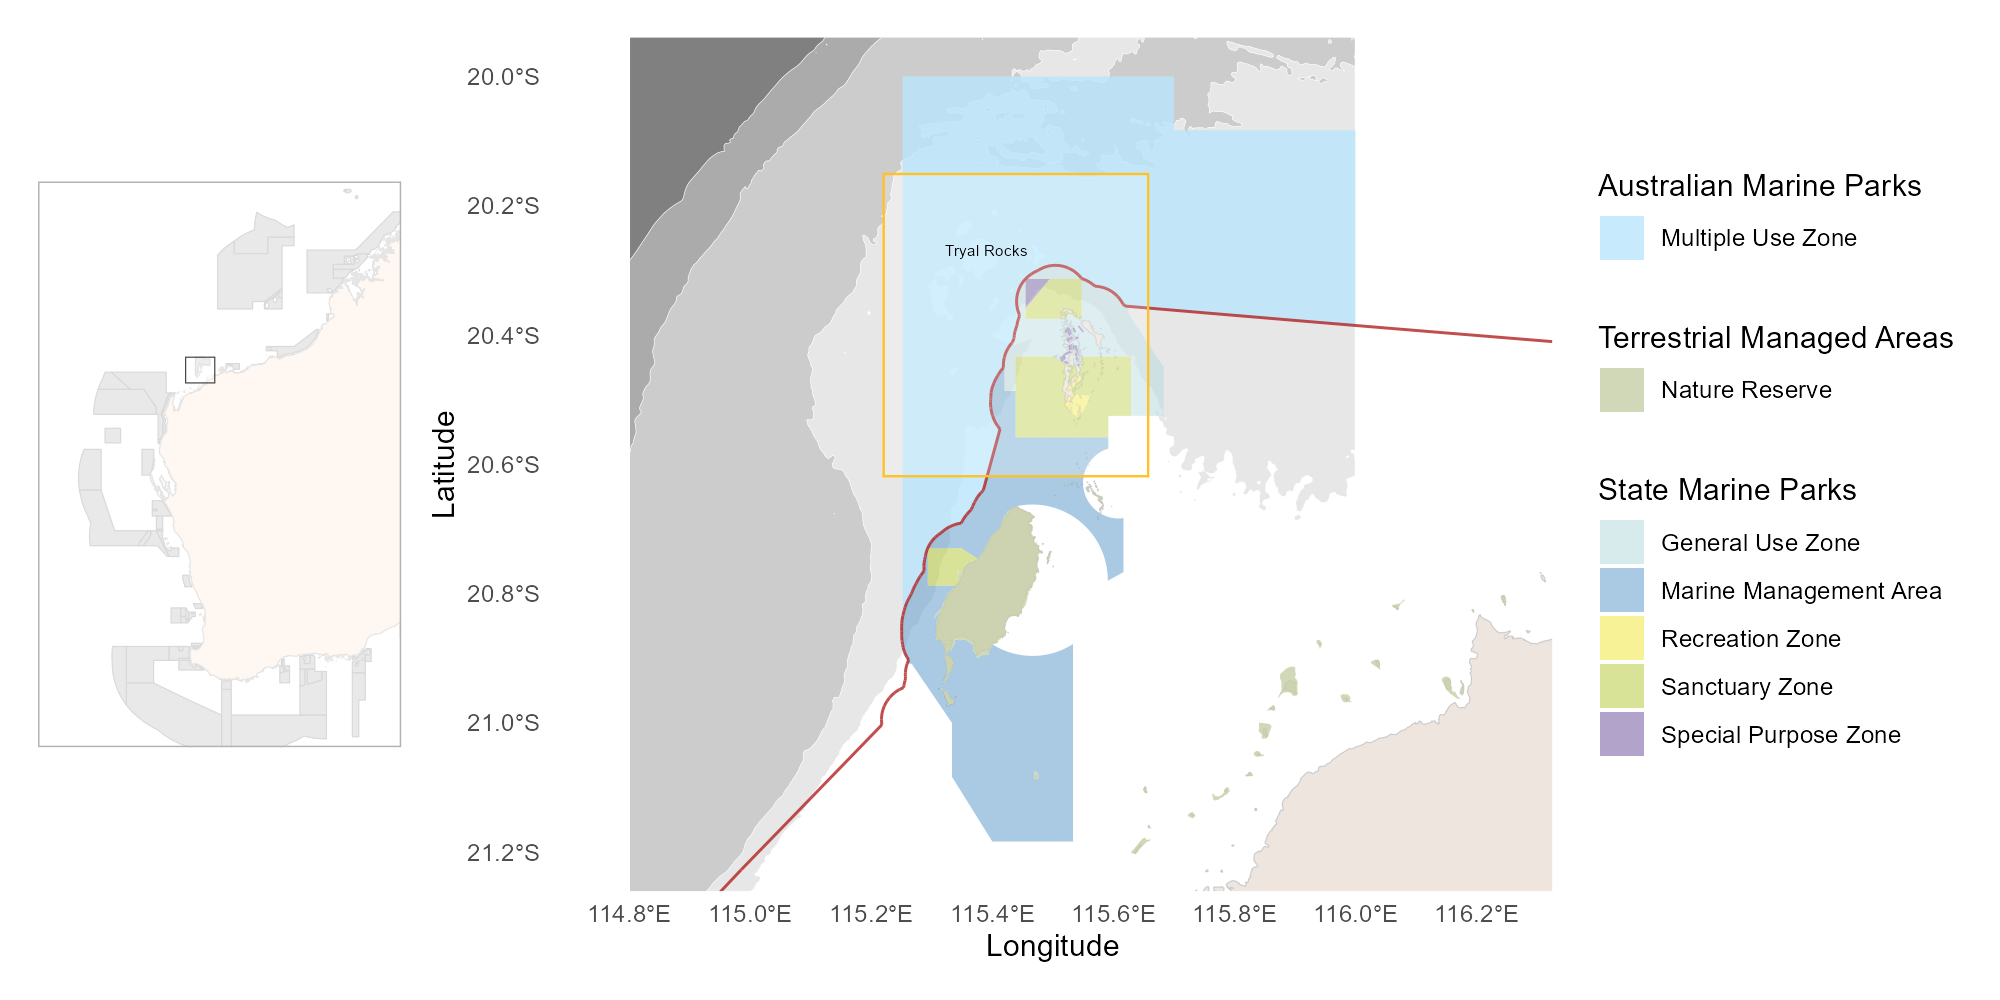 20.0°S
20.2°S
20.4°S
20.6°S
20.8°S
21.0°S
21.2°S
Latitude
Tryal Rocks
114.8°E 115.0°E 115.2°E 115.4°E 115.6°E 115.8°E 116.0°E 116.2°E
Longitude
Australian Marine Parks
Multiple Use Zone
Terrestrial Managed Areas
Nature Reserve
State Marine Parks
General Use Zone
Marine Management Area
Recreation Zone
Sanctuary Zone
Special Purpose Zone